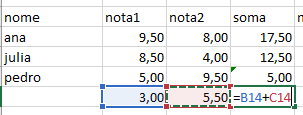 nome nota1 nota2 soma
ana 9,50 8,00 17,50
julia 8,50 4,00 12,50
pedro 5,00 9,50 5,00
3,00 5,50 =B14+C14